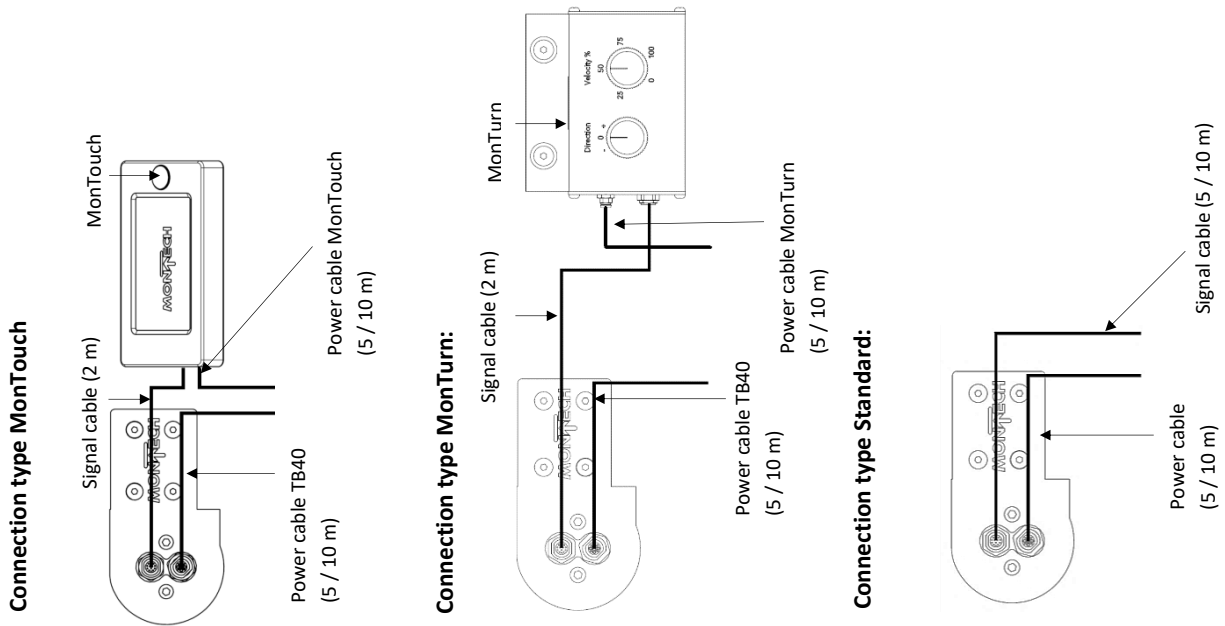 Connection type MonTouch
Signal cable (2 m)
MonTouch
MONTECH
MONTECH
Power cable TB40
(5 / 10 m)
Power cable MonTouch
(5 / 10 m)
Connection type MonTurn:
Signal cable (2 m)
MonTurn
MONTECH
Direction
- 0 +
Velocity %
0 25 50 75 100
Power cable TB40
(5 / 10 m)
Power cable MonTurn
(5 / 10 m)
Connection type Standard:
MONTECH
Power cable
(5 / 10 m)
Signal cable (5 / 10 m)